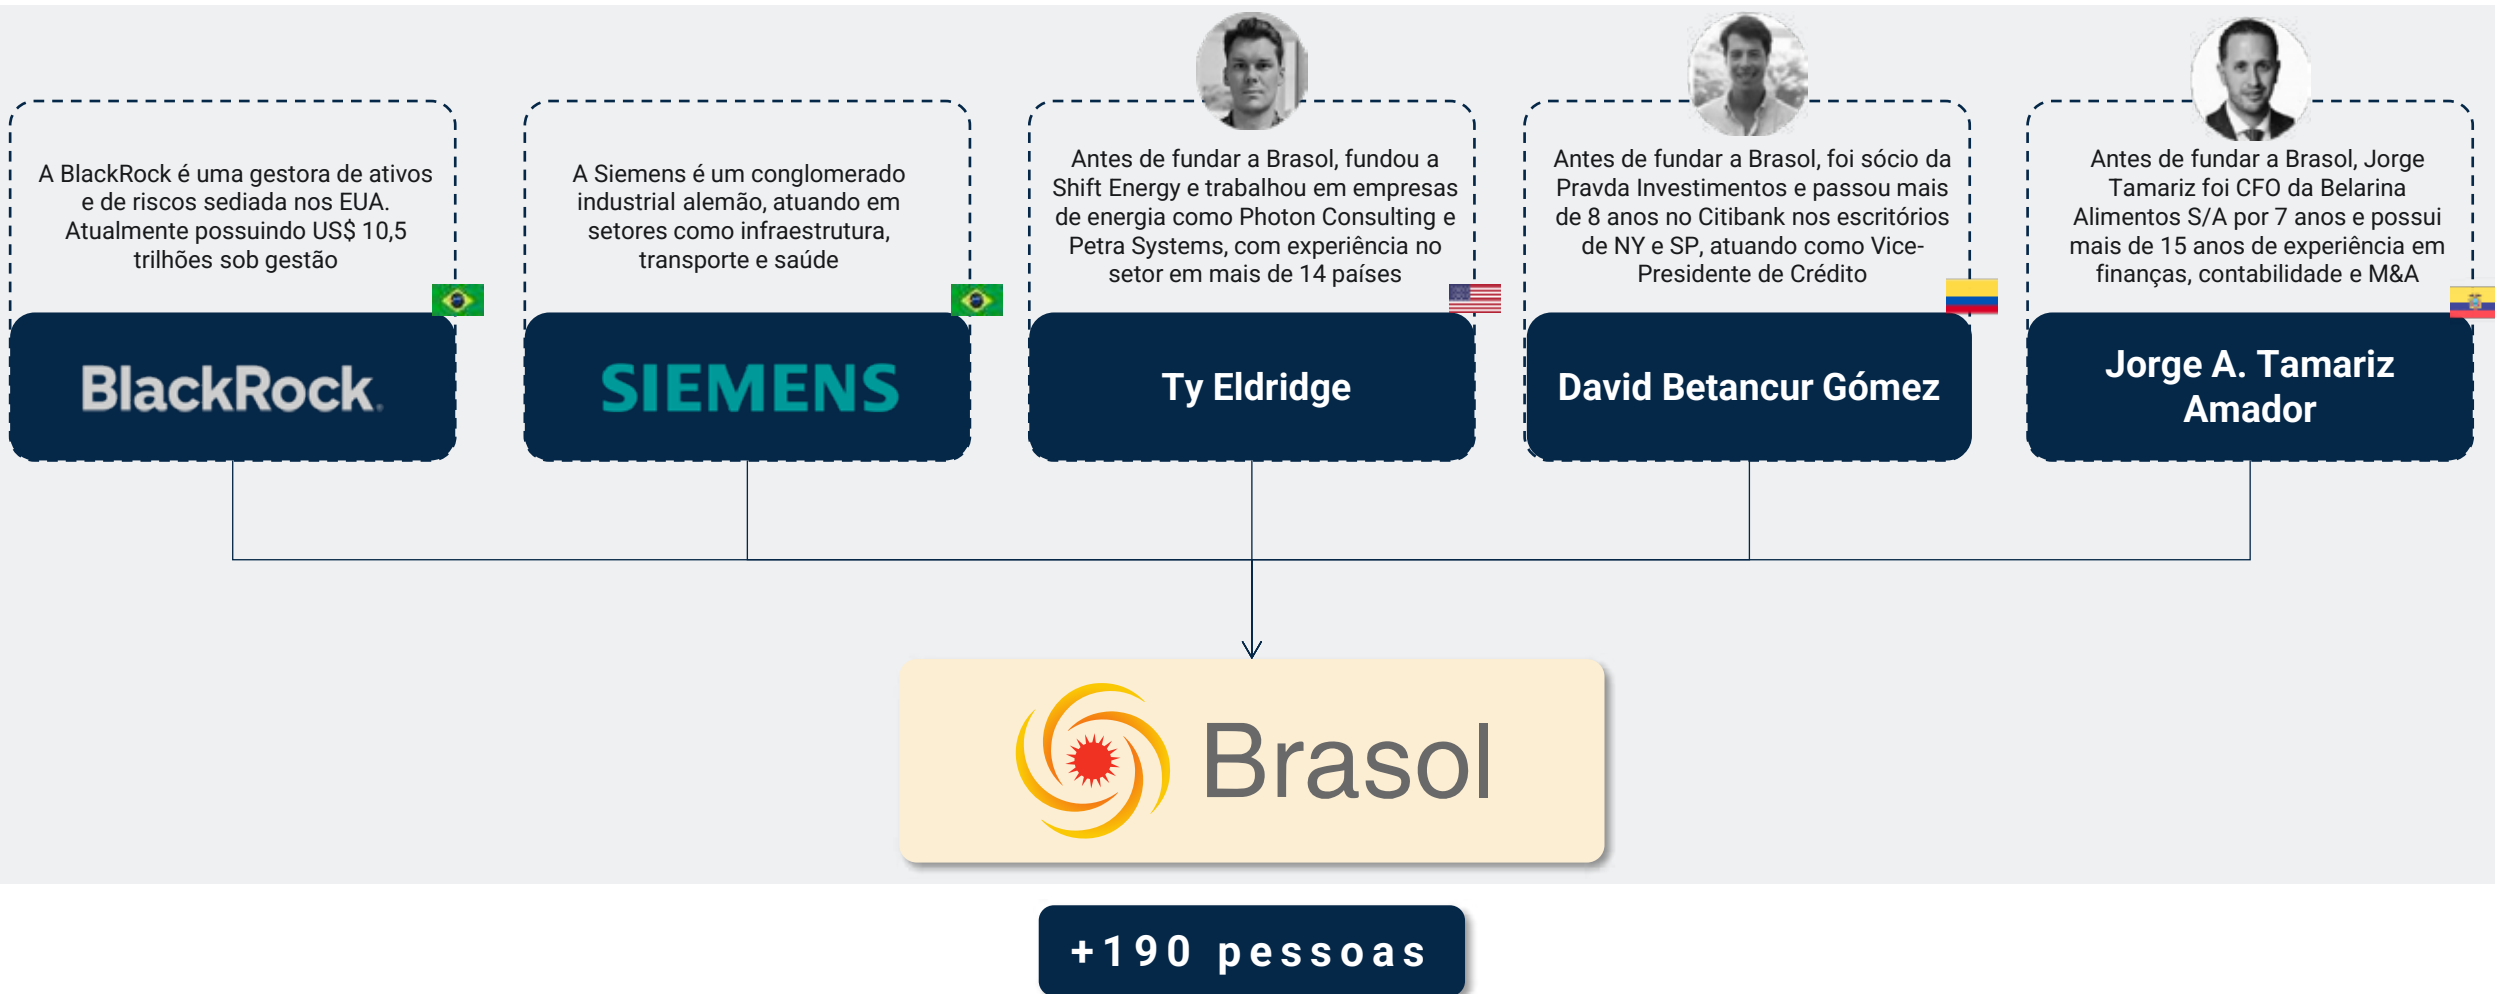 A BlackRock é uma gestora de ativos
e de riscos sediada nos EUA.
Atualmente possuindo US$ 10,5
trilhões sob gestão
BlackRock.
A Siemens é um conglomerado
industrial alemão, atuando em
setores como infraestrutura,
transporte e saúde
SIEMENS
Antes de fundar a Brasol, fundou a
Shift Energy e trabalhou em empresas
de energia como Photon Consulting e
Petra Systems, com experiência no
setor em mais de 14 países
Ty Eldridge
Antes de fundar a Brasol, foi sócio da
Pravda Investimentos e passou mais
de 8 anos no Citibank nos escritórios
de NY e SP, atuando como Vice-
Presidente de Crédito
David Betancur Gómez
Antes de fundar a Brasol, Jorge
Tamariz foi CFO da Belarina
Alimentos S/A por 7 anos e possui
mais de 15 anos de experiência em
finanças, contabilidade e M&A
Jorge A. Tamariz
Amador
Brasol
+190 pessoas